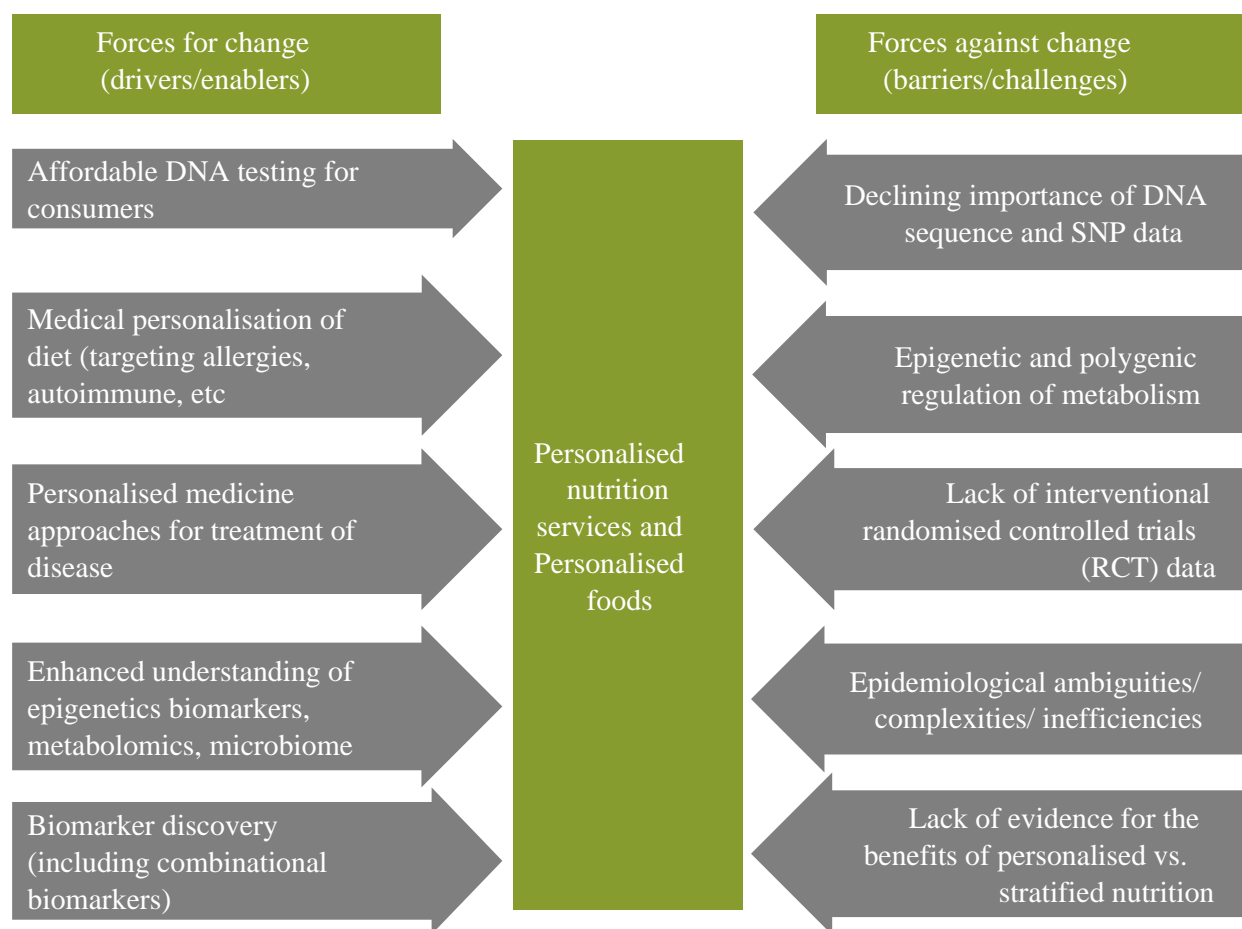 Forces for change
(drivers/enablers)
Forces against change
(barriers/challenges)
Affordable DNA testing for
consumers
Medical personalisation of
diet (targeting allergies,
autoimmune, etc
Personalised medicine
approaches for treatment of
disease
Enhanced understanding of
epigenetics biomarkers,
metabolomics, microbiome
Biomarker discovery
(including combinational
biomarkers)
Personalised
nutrition
services and
Personalised
foods
Declining importance of DNA
sequence and SNP data
Epigenetic and polygenic
regulation of metabolism
Lack of interventional
randomised controlled trials
(RCT) data
Epidemiological ambiguities/
complexities/ inefficiencies
Lack of evidence for the
benefits of personalised vs.
stratified nutrition